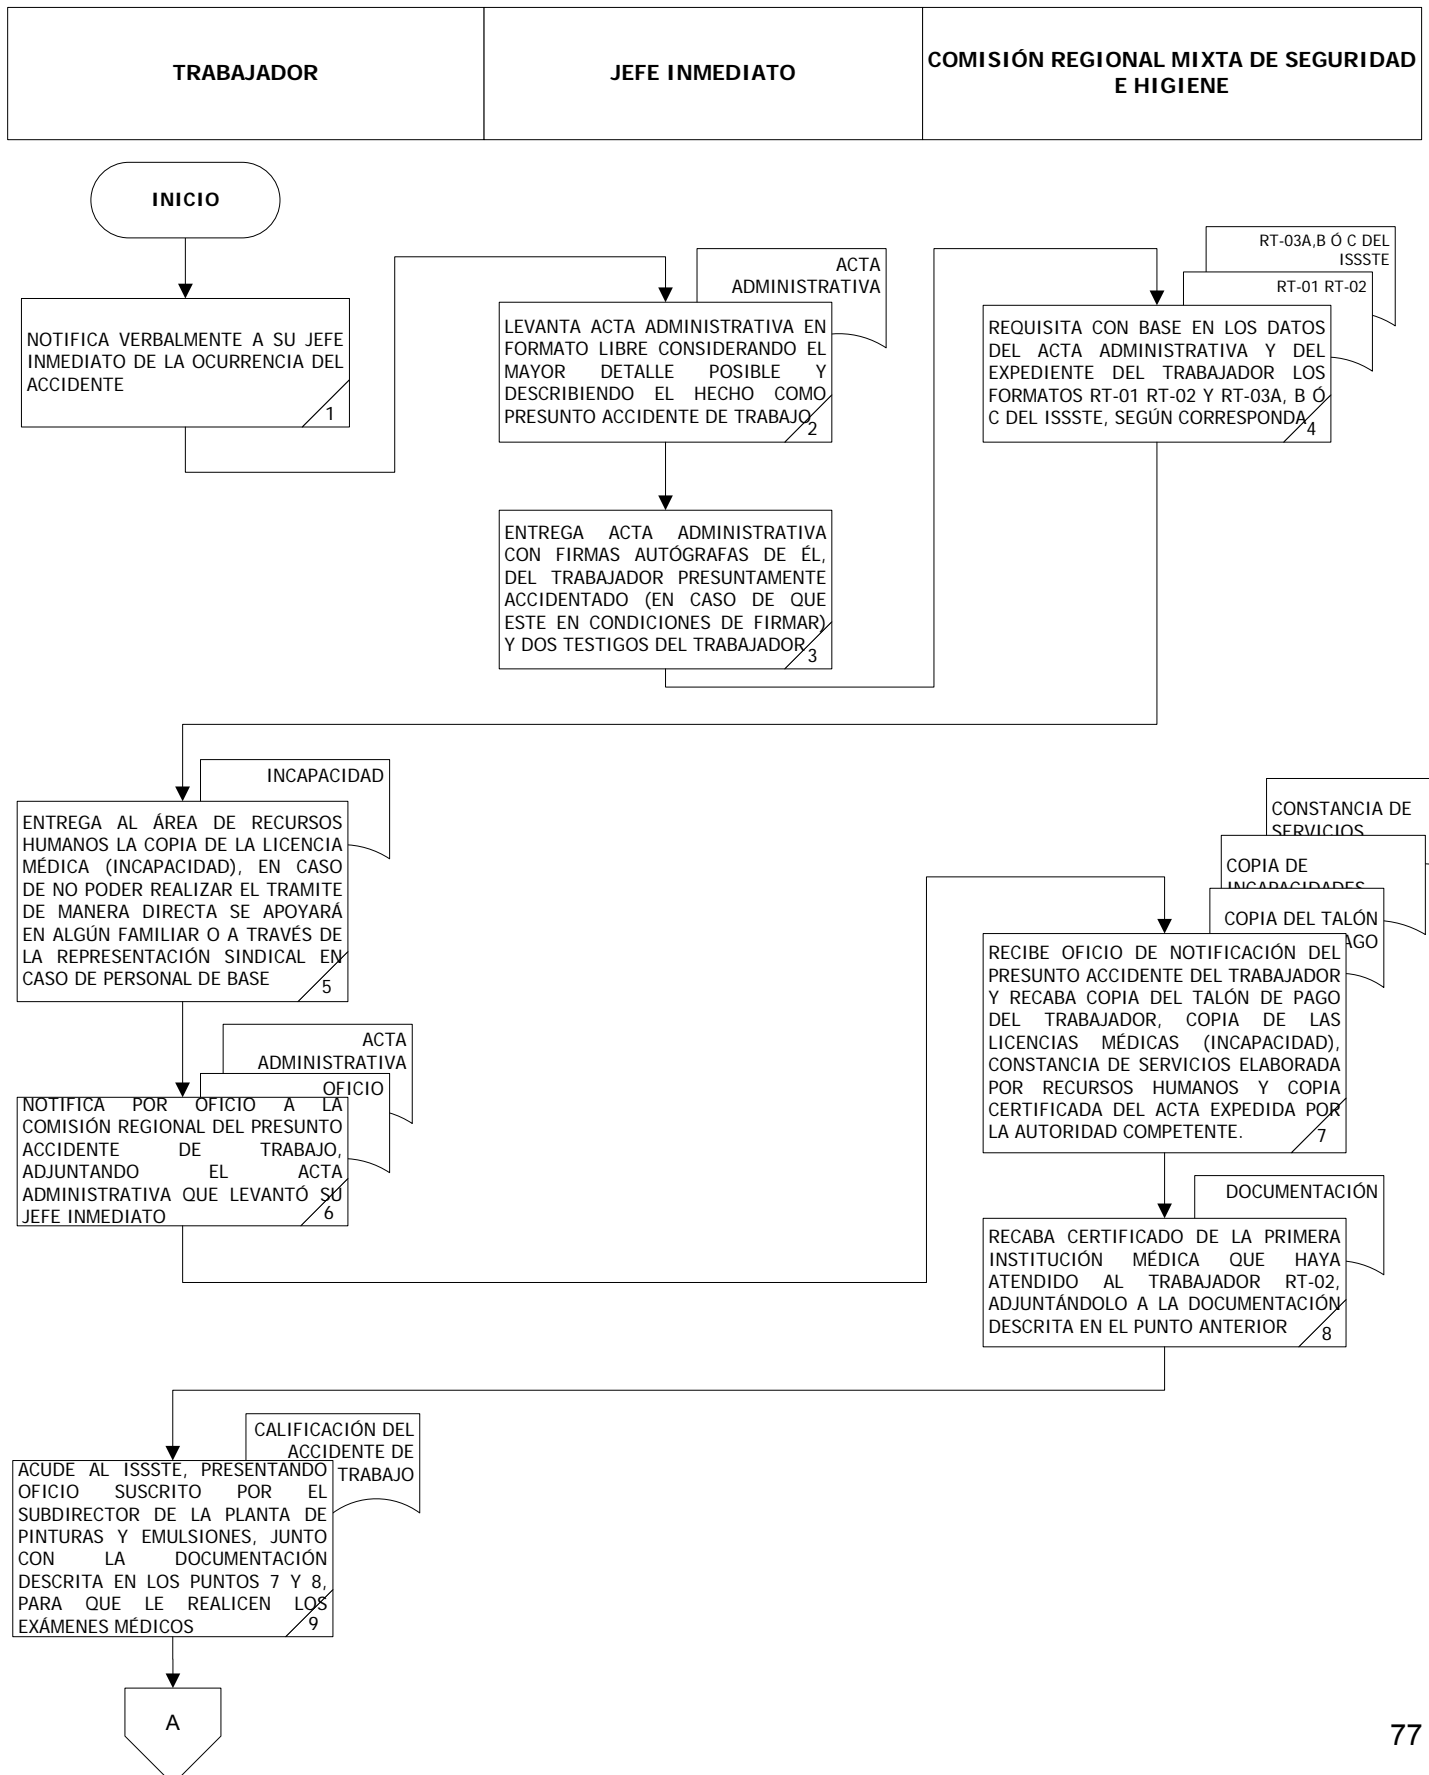 TRABAJADOR
JEFE INMEDIATO
COMISIÓN REGIONAL MIXTA DE SEGURIDAD
E HIGIENE
INICIO
NOTIFICA VERBALMENTE A SU JEFE
INMEDIATO DE LA OCURRENCIA DEL
ACCIDENTE
1
ACTA
ADMINISTRATIVA
LEVANTA ACTA ADMINISTRATIVA EN
FORMATO LIBRE CONSIDERANDO EL
MAYOR DETALLE POSIBLE Y
DESCRIBIENDO EL HECHO COMO
PRESUNTO ACCIDENTE DE TRABAJO
2
ENTREGA ACTA ADMINISTRATIVA
CON FIRMAS AUTÓGRAFAS DE ÉL,
DEL TRABAJADOR PRESUNTAMENTE
ACCIDENTADO (EN CASO DE QUE
ESTE EN CONDICIONES DE FIRMAR)
Y DOS TESTIGOS DEL TRABAJADOR
3
RT-03A,B Ó C DEL
ISSSTE
RT-01 RT-02
REQUISITA CON BASE EN LOS DATOS
DEL ACTA ADMINISTRATIVA Y DEL
EXPEDIENTE DEL TRABAJADOR LOS
FORMATOS RT-01 RT-02 Y RT-03A, B Ó
C DEL ISSSTE, SEGÚN CORRESPONDA
4
INCAPACIDAD
ENTREGA AL ÁREA DE RECURSOS
HUMANOS LA COPIA DE LA LICENCIA
MÉDICA (INCAPACIDAD), EN CASO
DE NO PODER REALIZAR EL TRAMITE
DE MANERA DIRECTA SE APOYARÁ
EN ALGÚN FAMILIAR O A TRAVÉS DE
LA REPRESENTACIÓN SINDICAL EN
CASO DE PERSONAL DE BASE
5
ACTA
ADMINISTRATIVA
OFICIO
NOTIFICA POR OFICIO A LA
COMISIÓN REGIONAL DEL PRESUNTO
ACCIDENTE DE TRABAJO,
ADJUNTANDO EL ACTA
ADMINISTRATIVA QUE LEVANTÓ SU
JEFE INMEDIATO
6
CONSTANCIA DE
SERVICIOS
COPIA DE
INCAPACIDADES
COPIA DEL TALÓN
RECIBE OFICIO DE NOTIFICACIÓN DEL
PRESUNTO ACCIDENTE DEL TRABAJADOR
Y RECABA COPIA DEL TALÓN DE PAGO
DEL TRABAJADOR, COPIA DE LAS
LICENCIAS MÉDICAS (INCAPACIDAD),
CONSTANCIA DE SERVICIOS ELABORADA
POR RECURSOS HUMANOS Y COPIA
CERTIFICADA DEL ACTA EXPEDIDA POR
LA AUTORIDAD COMPETENTE.
7
DOCUMENTACIÓN
RECABA CERTIFICADO DE LA PRIMERA
INSTITUCIÓN MÉDICA QUE HAYA
ATENDIDO AL TRABAJADOR RT-02,
ADJUNTÁNDOLO A LA DOCUMENTACIÓN
DESCRITA EN EL PUNTO ANTERIOR
8
CALIFICACIÓN DEL
ACCIDENTE DE
TRABAJO
ACUDE AL ISSSTE, PRESENTANDO
OFICIO SUSCRITO POR EL
SUBDIRECTOR DE LA PLANTA DE
PINTURAS Y EMULSIONES, JUNTO
CON LA DOCUMENTACIÓN
DESCRITA EN LOS PUNTOS 7 Y 8,
PARA QUE LE REALICEN LOS
EXÁMENES MÉDICOS
9
A
77